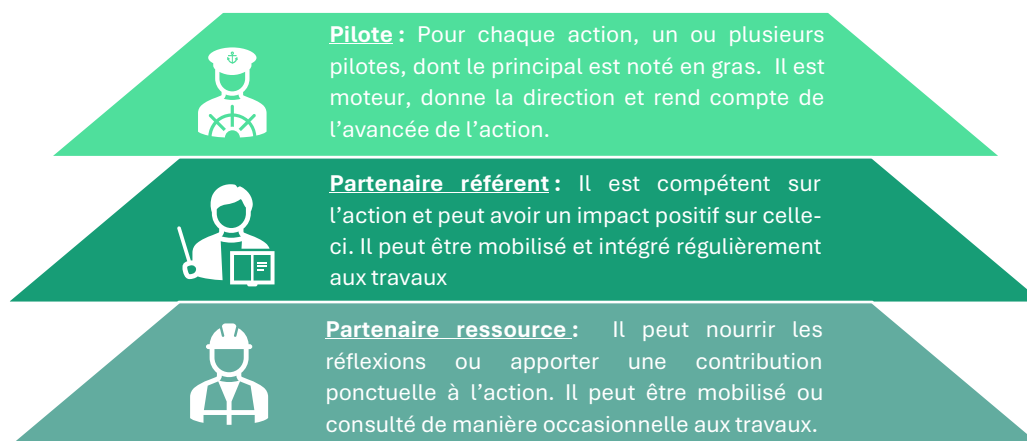 Pilote : Pour chaque action, un ou plusieurs
pilotes, dont le principal est noté en gras. Il est
moteur, donne la direction et rend compte de
l’avancée de l’action.
Partenaire référent : Il est compétent sur
l’action et peut avoir un impact positif sur celle-
ci. Il peut être mobilisé et intégré régulièrement
aux travaux
Partenaire ressource : Il peut nourrir les
réflexions ou apporter une contribution
ponctuelle à l’action. Il peut être mobilisé ou
consulté de manière occasionnelle aux travaux.